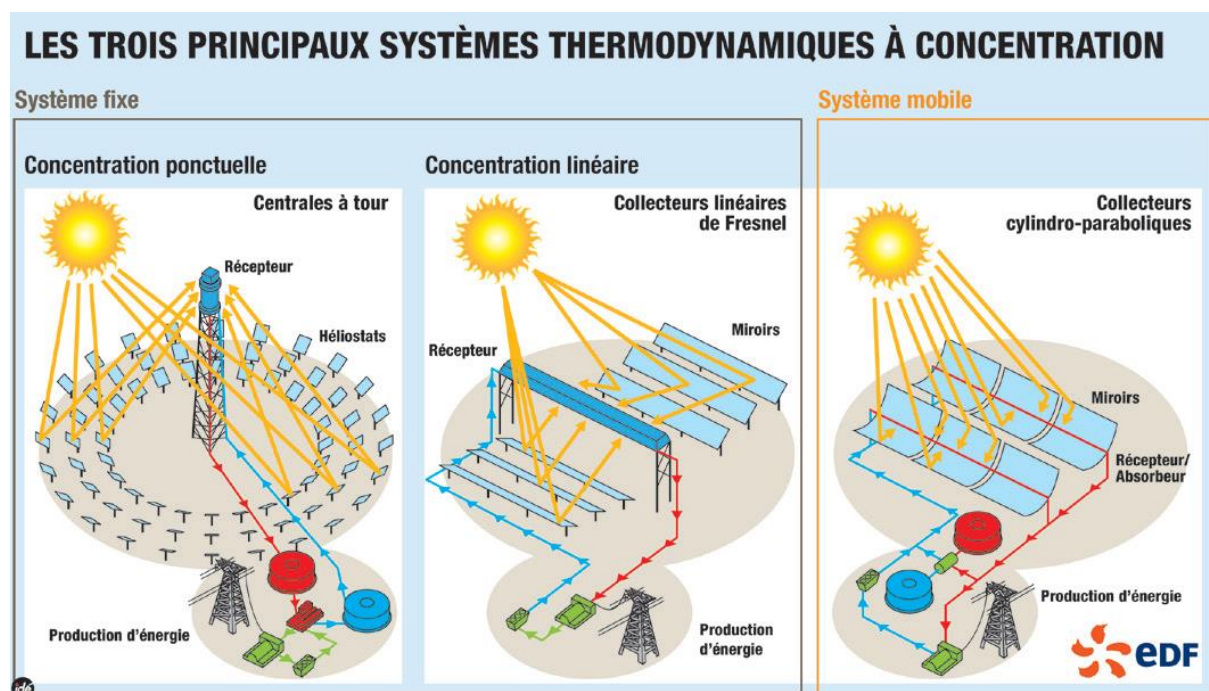 LES TROIS PRINCIPAUX SYSTÈMES THERMODYNAMIQUES À CONCENTRATION
Système fixe
Système mobile
Concentration ponctuelle
Concentration linéaire
Centrales à tour
Récepteur
Héliostats
Production d'énergie
Collecteurs linéaires
de Fresnel
Miroirs
Récepteur
Production
d'énergie
Collecteurs
cylindro-paraboliques
Miroirs
Récepteur/
Absorbeur
Production d'énergie
eDF
idé